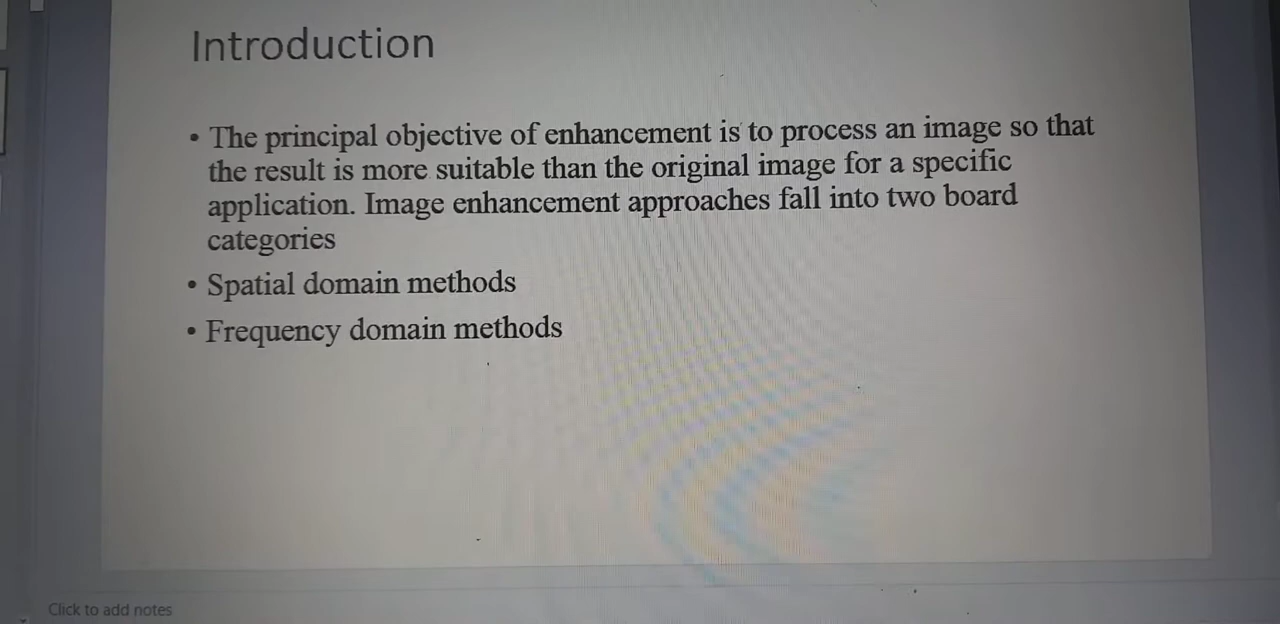 Introduction
• The principal objective of enhancement is to process an image so that
the result is more suitable than the original image for a specific
application. Image enhancement approaches fall into two board
categories
• Spatial domain methods
• Frequency domain methods
Click to add notes